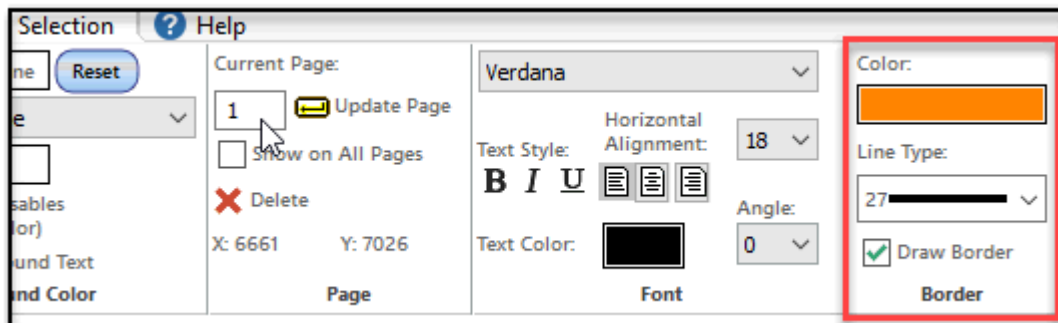 Selection Help
ne Reset
e
sables
lor)
und Text
und Color
Current Page:
1 Update Page
Show on All Pages
Delete
X: 6661 Y: 7026
Page
Verdana
Text Style:
Horizontal
Alignment:
18
B I U
Angle:
Text Color:
0
Font
Color:
Line Type:
27
Draw Border
Border